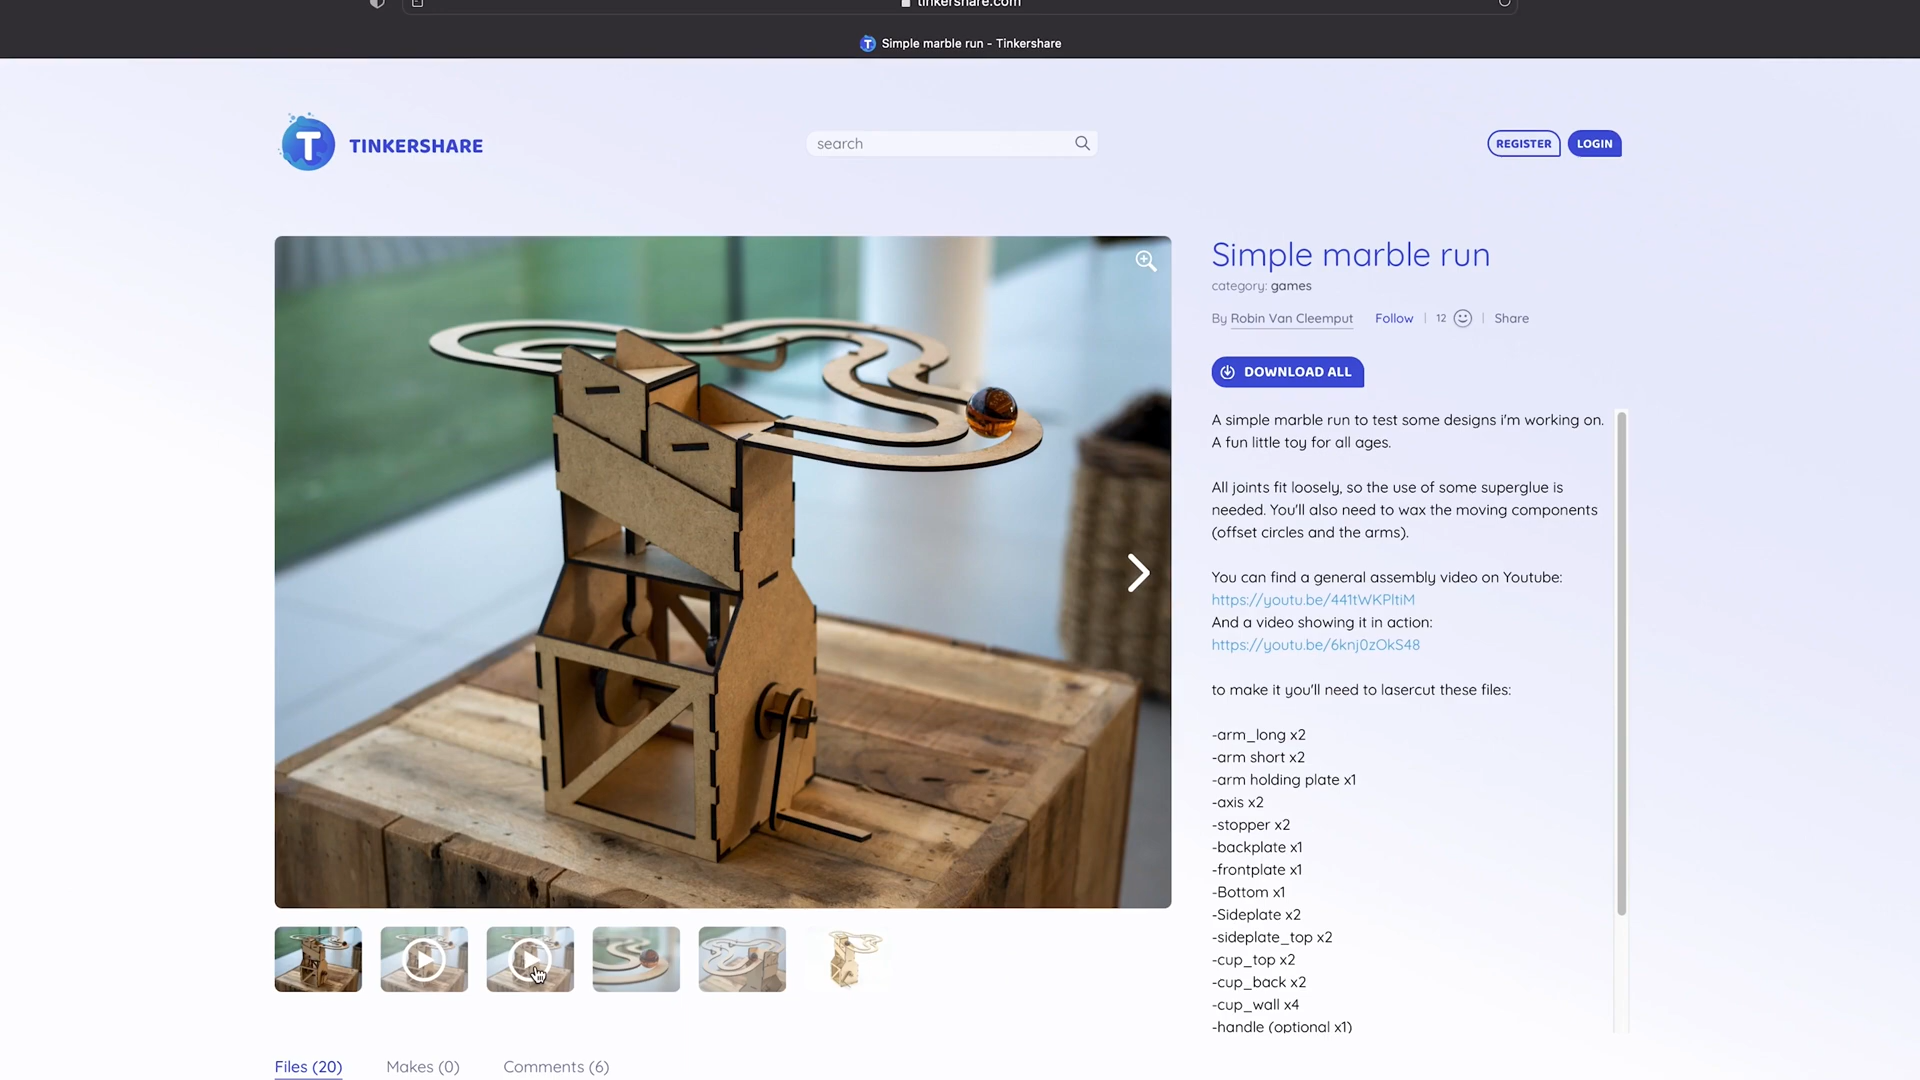 tinkershare.com
Simple marble run - Tinkershare
T TINKERSHARE
search
REGISTER
LOGIN
Simple marble run
category: games
By Robin Van Cleemput Follow | 12 | Share
DOWNLOAD ALL
A simple marble run to test some designs i'm working on.
A fun little toy for all ages.
All joints fit loosely, so the use of some superglue is
needed. You'll also need to wax the moving components
(offset circles and the arms).
You can find a general assembly video on Youtube:
https://youtu.be/441tWKPltiM
And a video showing it in action:
https://youtu.be/6knj0zOkS48
to make it you'll need to lasercut these files:
-arm_long x2
-arm short x2
-arm holding plate x1
-axis x2
-stopper x2
-backplate x1
-frontplate x1
-Bottom x1
-Sideplate x2
-sideplate_top x2
-cup_top x2
-cup_back x2
-cup_wall x4
-handle (optional x1)
Files (20)
Makes (0)
Comments (6)